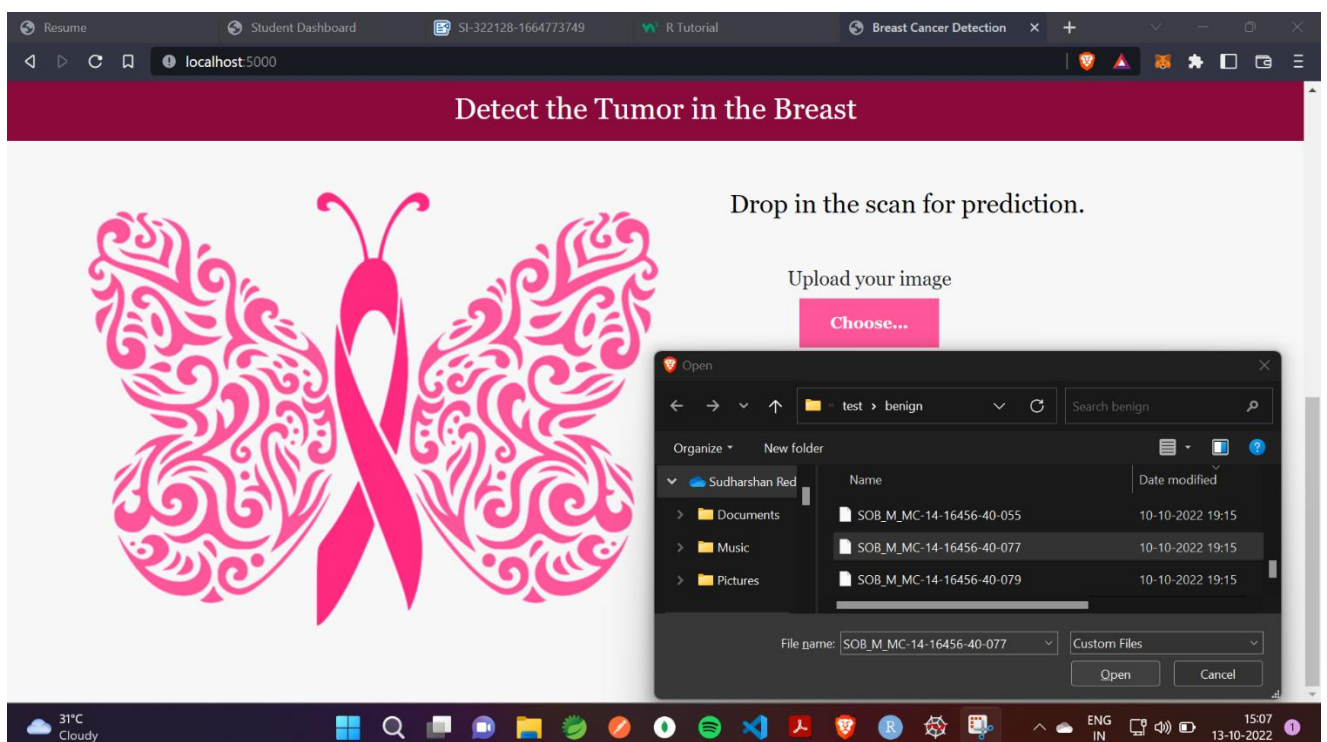 Resume Student Dashboard SI-322128-1664773749 R Tutorial Breast Cancer Detection
localhost:5000
Detect the Tumor in the Breast
Drop in the scan for prediction.
Upload your image
Choose...
Open
test > benign Search benign
Organize New folder
Sudharshan Red Name Date modified
Documents SOB_M_MC-14-16456-40-055 10-10-2022 19:15
Music SOB_M_MC-14-16456-40-077 10-10-2022 19:15
Pictures SOB_M_MC-14-16456-40-079 10-10-2022 19:15
File name: SOB_M_MC-14-16456-40-077 Custom Files
Open Cancel
31°C ENG 15:07
Cloudy IN 13-10-2022 1